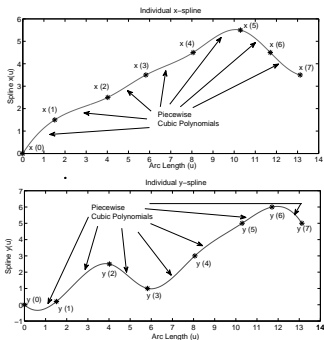 Individual x-spline
6
5
4
3
2
1
0
Spline x(u)
x (0)
x (1)
x (2)
x (3)
x (4)
x (5)
x (6)
x (7)
Piecewise
Cubic Polynomials
0 1 2 3 4 5 6 7 8 9 10 11 12 13 14
Arc Length (u)
Individual y-spline
7
6
5
4
3
2
1
0
−1
Spline y(u)
y (0)
y (1)
y (2)
y (3)
y (4)
y (5)
y (6)
y (7)
Piecewise
Cubic Polynomials
0 1 2 3 4 5 6 7 8 9 10 11 12 13 14
Arc Length (u)